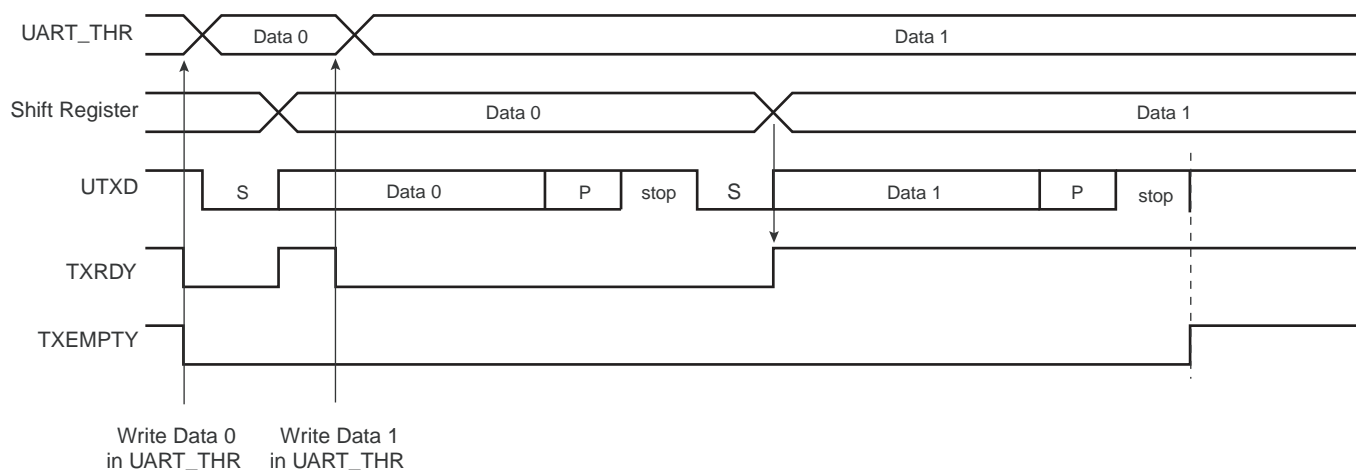 UART_THR
Data 0
Data 1
Shift Register
Data 0
Data 1
UTXD
S
Data 0
P
stop
S
Data 1
P
stop
TXRDY
TXEMPTY
Write Data 0
in UART_THR
Write Data 1
in UART_THR